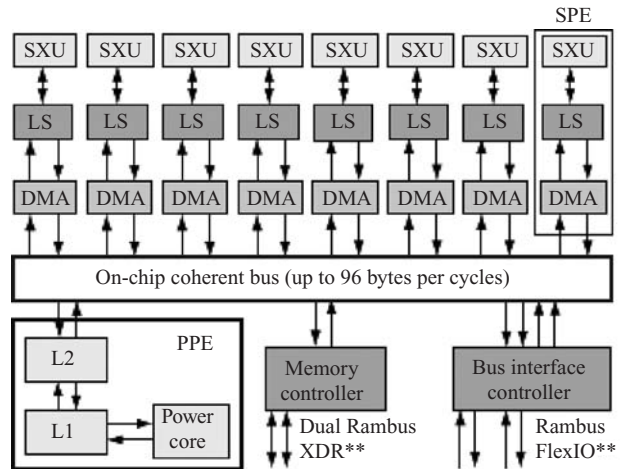 SPE
SXU SXU SXU SXU SXU SXU SXU SXU
LS LS LS LS LS LS LS LS
DMA DMA DMA DMA DMA DMA DMA DMA
On-chip coherent bus (up to 96 bytes per cycles)
PPE
L2
L1
Power
core
Memory
controller
Dual Rambus
XDR**
Bus interface
controller
Rambus
FlexIO**